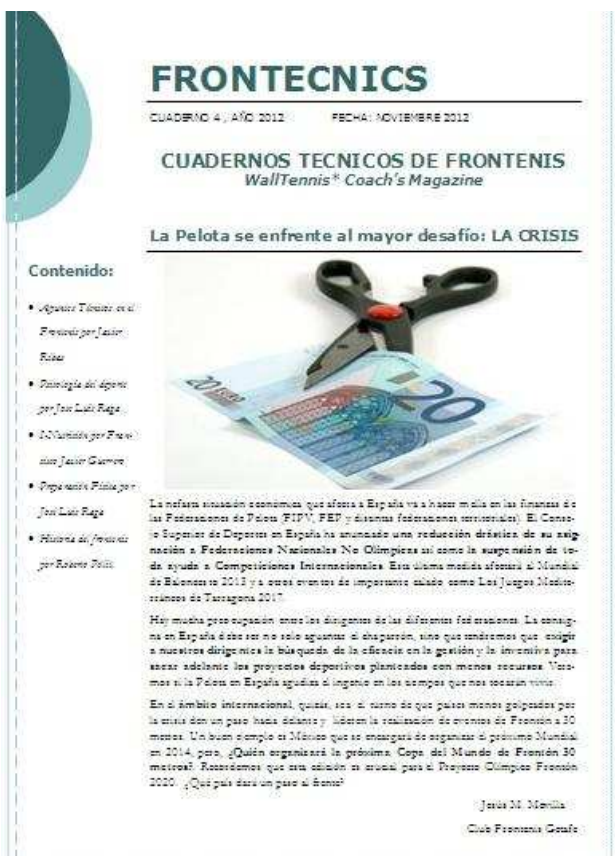 FRONTECNICS
CUADERNO 4 , AÑO 2012 FECHA: NOVIEMBRE 2012
CUADERNOS TECNICOS DE FRONTENIS
WallTennis* Coach's Magazine
La Pelota se enfrente al mayor desafío: LA CRISIS
Contenido:
• Apuntes Técnicos en el
Frontenis por Javier
Ribas
• Psicología del deporte
por Jose Luis Raga
por Fran-
cisco Javier Guerrero
• Preparación Física por
José Luis Raga
• Historia del frontenis
por Roberto
20 EURO
20
La nefasta situación económica que afecta a España va a hacer mella en las finanzas de
las Federaciones de Pelota (FIPV, FEP y distintas federaciones territoriales). El Conse-
jo Superior de Deportes en España ha anunciado una reducción drástica de su asig-
nación a Federaciones Nacionales No Olímpicas así como la suspensión de to-
da ayuda a Competiciones Internacionales. Esta última medida afectará al Mundial
de Baloncesto 2013 y a otros eventos de importante calado como Los Juegos Medite-
rráneos de Tarragona 2017.
Hay mucha preocupación entre los dirigentes de las diferentes federaciones. La consig-
na en España debe ser no solo aguantar el chaparrón, sino que tendremos que exigir
a nuestros dirigentes la búsqueda de la eficacia en la gestión y la inventiva para
sacar adelante los proyectos deportivos planteados con menos recursos. Vere-
mos si la Pelota en España agudiza el ingenio en los tiempos que nos tocarán vivir.
En el ámbito internacional, quizás, sea el turno de que países menos golpeados por
la crisis den un paso hacia delante y lideren la realización de eventos de Frontón a 30
metros. Un buen ejemplo es México que se encargará de organizar el próximo Mundial
en 2014, pero, ¿Quién organizará la próxima Copa del Mundo de Frontón 30
metros?. Recordemos que esta edición es crucial para el Proyecto Olímpico Frontón
2020. ¿Qué país dará un paso al frente?
Jesús M. Movilla
Club Frontenis Getafe